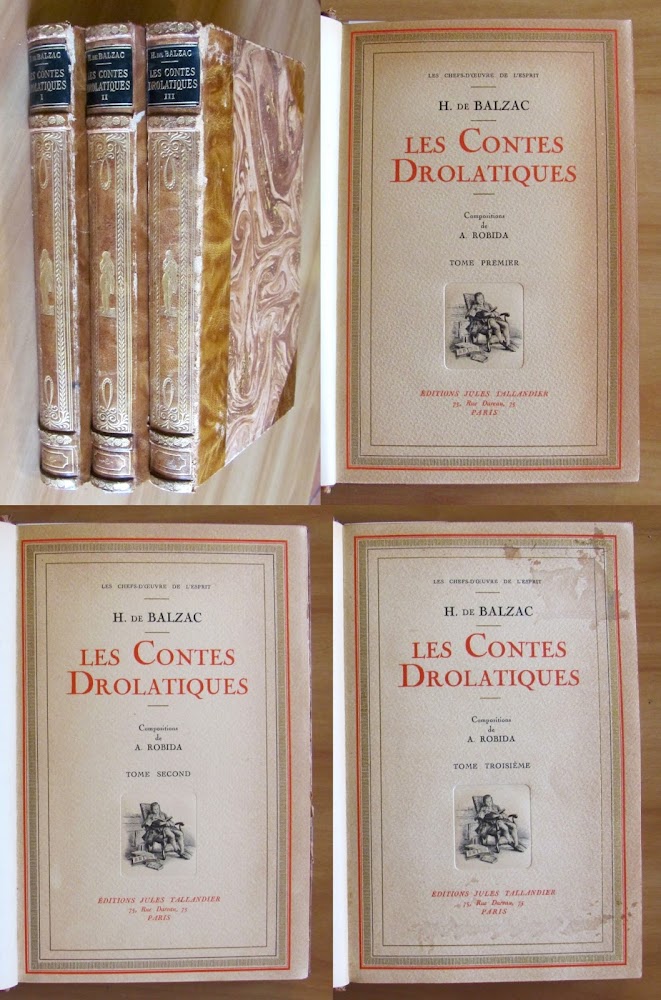 H. DE BALZAC
LES CONTES
DROLATIQUES
I
H. DE BALZAC
LES CONTES
DROLATIQUES
II
H. DE BALZAC
LES CONTES
DROLATIQUES
III
LES CHEFS-D'ŒUVRE DE L'ESPRIT
H. DE BALZAC
LES CONTES
DROLATIQUES
Compositions
de
A. ROBIDA
TOME PREMIER
ÉDITIONS JULES TALLANDIER
75, Rue Dareau, 75
PARIS
LES CHEFS-D'ŒUVRE DE L'ESPRIT
H. DE BALZAC
LES CONTES
DROLATIQUES
Compositions
de
A. ROBIDA
TOME SECOND
ÉDITIONS JULES TALLANDIER
75, Rue Dareau, 75
PARIS
LES CHEFS-D'ŒUVRE DE L'ESPRIT
H. DE BALZAC
LES CONTES
DROLATIQUES
Compositions
de
A. ROBIDA
TOME TROISIÈME
ÉDITIONS JULES TALLANDIER
75, Rue Dareau, 75
PARIS